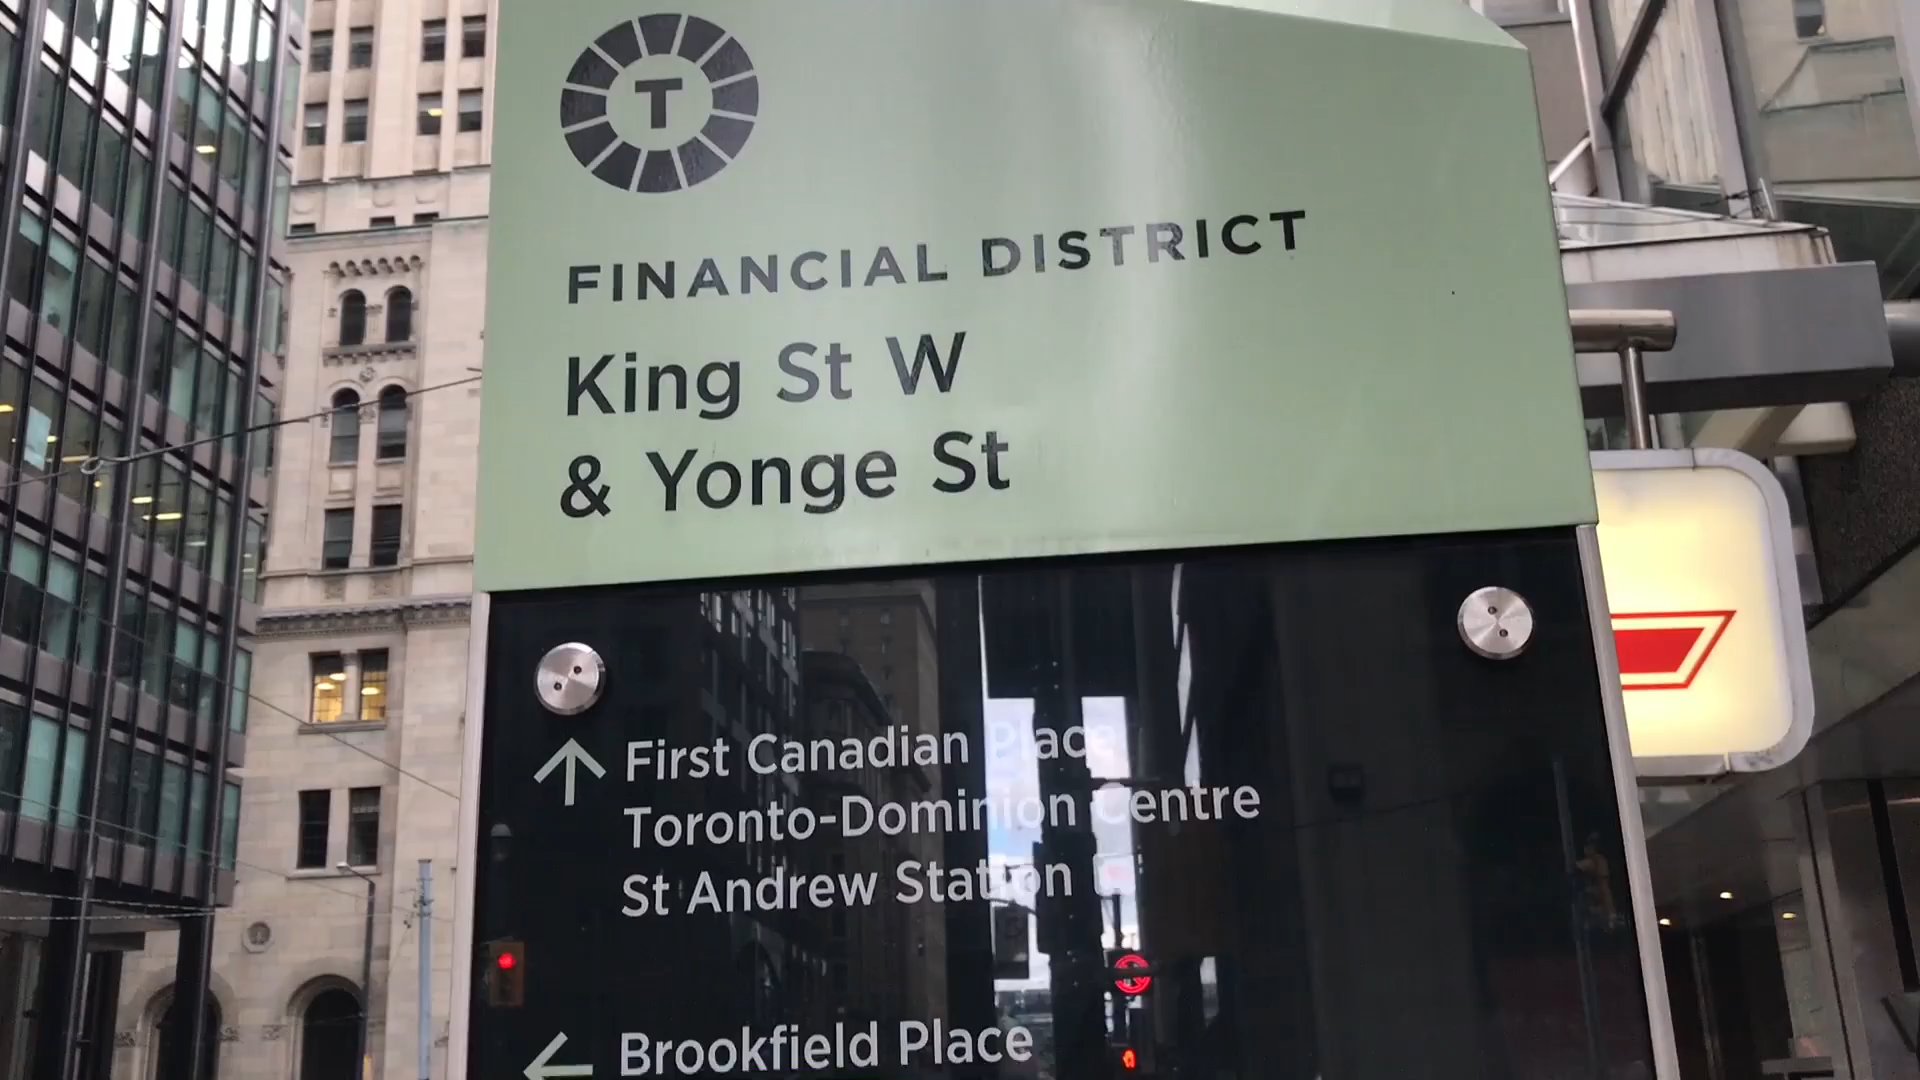 T
FINANCIAL DISTRICT
King St W
& Yonge St
First Canadian Place
Toronto-Dominion Centre
St Andrew Station
Brookfield Place